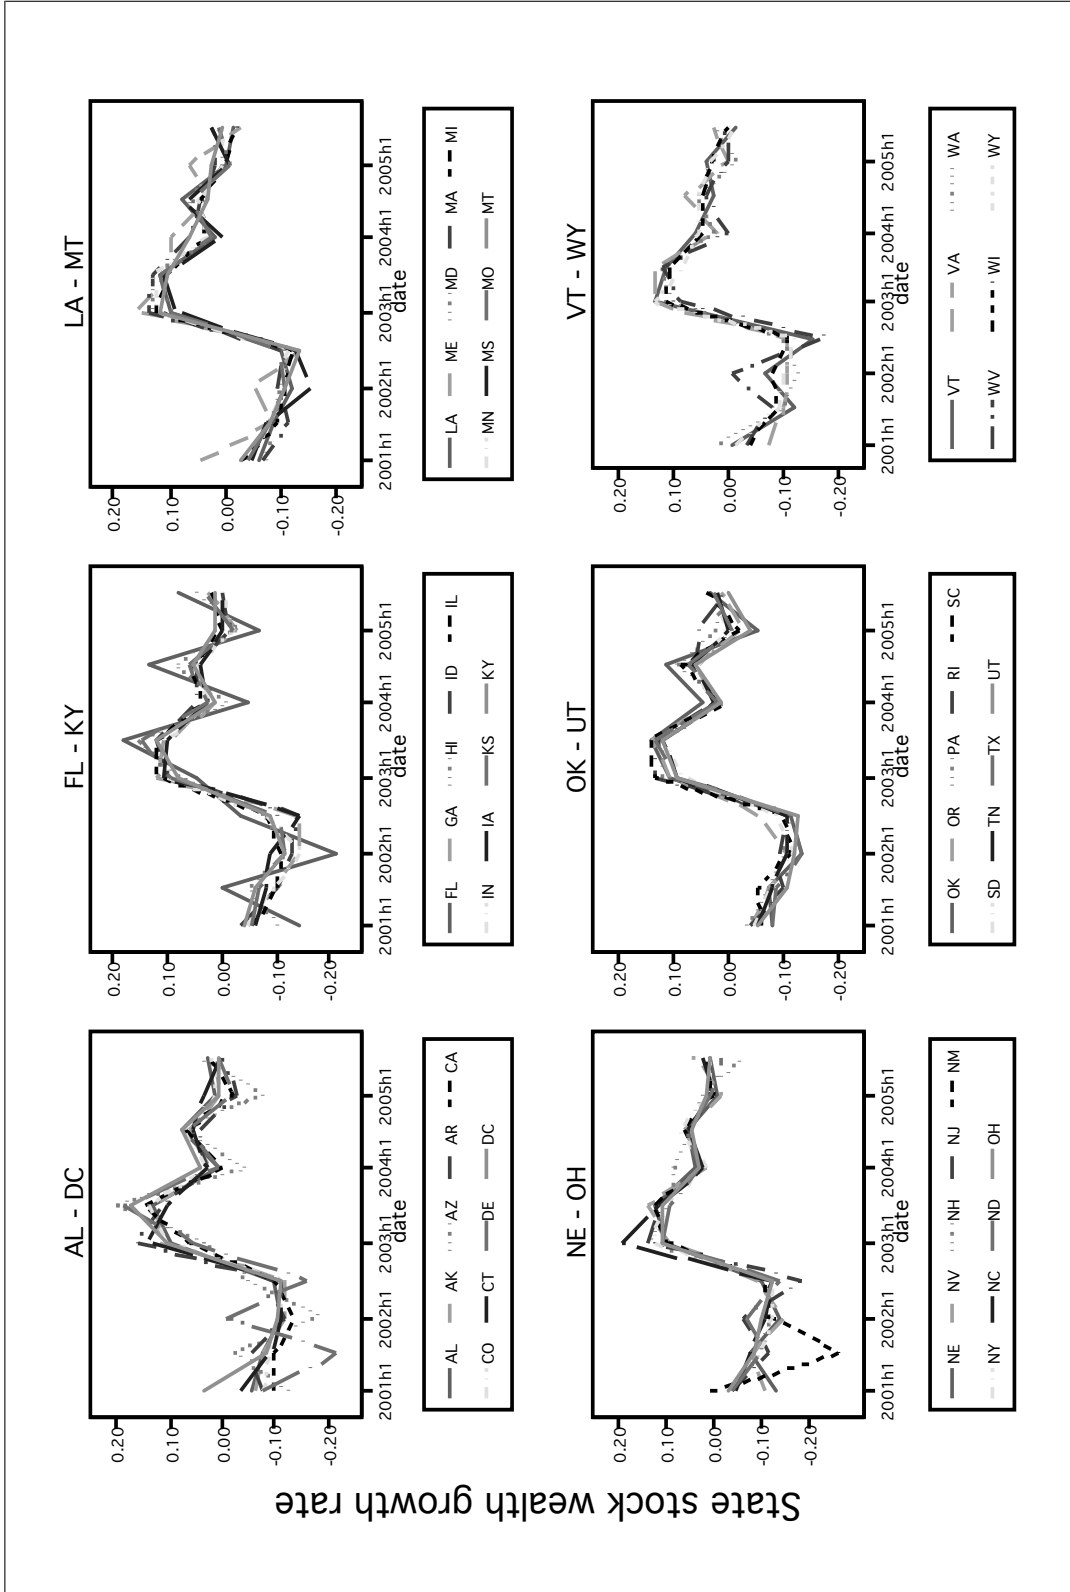 State stock wealth growth rate
AL - DC
0.20
0.10
0.00
-0.10
-0.20
2001h1 2002h1 2003h1 2004h1 2005h1
date
AL AK AZ AR CA
CO CT DE DC
FL - KY
0.20
0.10
0.00
-0.10
-0.20
2001h1 2002h1 2003h1 2004h1 2005h1
date
FL GA HI ID IL
IN IA KS KY
LA - MT
0.20
0.10
0.00
-0.10
-0.20
2001h1 2002h1 2003h1 2004h1 2005h1
date
LA ME MD MA MI
MN MS MO MT
NE - OH
0.20
0.10
0.00
-0.10
-0.20
2001h1 2002h1 2003h1 2004h1 2005h1
date
NE NV NH NJ NM
NY NC ND OH
OK - UT
0.20
0.10
0.00
-0.10
-0.20
2001h1 2002h1 2003h1 2004h1 2005h1
date
OK OR PA RI SC
SD TN TX UT
VT - WY
0.20
0.10
0.00
-0.10
-0.20
2001h1 2002h1 2003h1 2004h1 2005h1
date
VT VA WA
WV WI WY